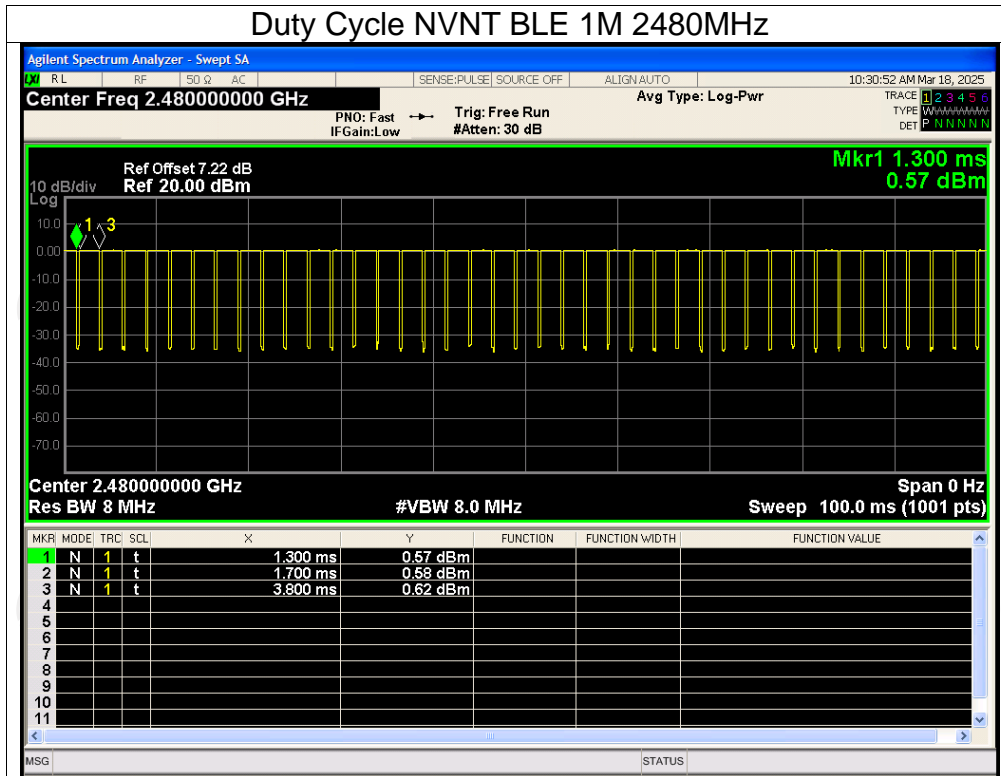 Duty Cycle NVNT BLE 1M 2480MHz
Agilent Spectrum Analyzer - Swept SA
LXI RL RF 50 Ω AC SENSE:PULSE SOURCE OFF ALIGN AUTO 10:30:52 AM Mar 18, 2025
Center Freq 2.480000000 GHz
PNO: Fast
IFGain:Low
Trig: Free Run
#Atten: 30 dB
Avg Type: Log-Pwr
TRACE 1 2 3 4 5 6
TYPE WWWWWW
DET P N N N N N
Mkr1 1.300 ms
0.57 dBm
Ref Offset 7.22 dB
10 dB/div Ref 20.00 dBm
Log
10.0
0.00
-10.0
-20.0
-30.0
-40.0
-50.0
-60.0
-70.0
1 3
Center 2.480000000 GHz Span 0 Hz
Res BW 8 MHz #VBW 8.0 MHz Sweep 100.0 ms (1001 pts)
MKR MODE TRC SCL X Y FUNCTION FUNCTION WIDTH FUNCTION VALUE
1 N 1 t 1.300 ms 0.57 dBm
2 N 1 t 1.700 ms 0.58 dBm
3 N 1 t 3.800 ms 0.62 dBm
4
5
6
7
8
9
10
11
MSG STATUS